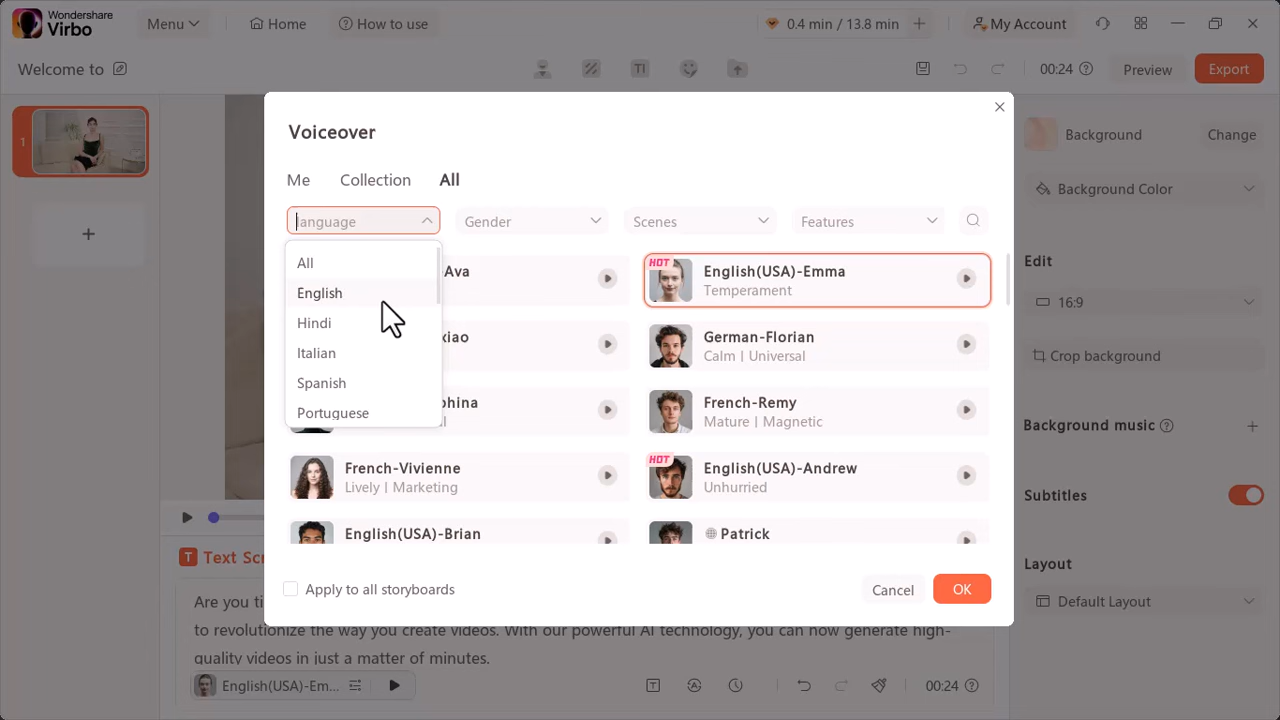 Wondershare
Virbo
Menu
Home
How to use
0.4 min / 13.8 min
My Account
Welcome to
00:24
Preview
Export
1
Background
Change
Background Color
Edit
16:9
Crop background
Background music
Subtitles
Layout
Default Layout
Voiceover
Me
Collection
All
language
Gender
Scenes
Features
All
English
Hindi
Italian
Spanish
Portuguese
-Ava
HOT
English(USA)-Emma
Temperament
German-Florian
Calm | Universal
French-Remy
Mature | Magnetic
French-Vivienne
Lively | Marketing
HOT
English(USA)-Andrew
Unhurried
English(USA)-Brian
Patrick
Apply to all storyboards
Cancel
OK
Text Scr
Are you ti
to revolutionize the way you create videos. With our powerful AI technology, you can now generate high-
quality videos in just a matter of minutes.
English(USA)-Em...
00:24